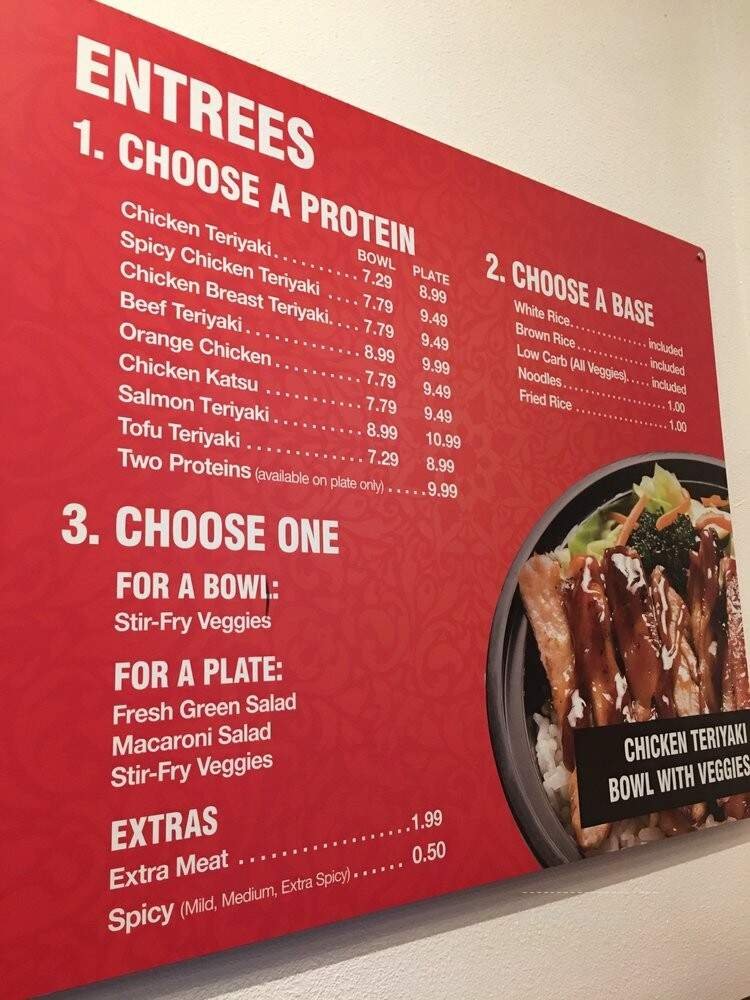 ENTREES
1. CHOOSE A PROTEIN
BOWL PLATE
Chicken Teriyaki.......... 7.29 8.99
Spicy Chicken Teriyaki .... 7.79 9.49
Chicken Breast Teriyaki.... 7.79 9.49
Beef Teriyaki............. 8.99 9.99
Orange Chicken.......... 7.79 9.49
Chicken Katsu ........... 7.79 9.49
Salmon Teriyaki.......... 8.99 10.99
Tofu Teriyaki ............. 7.29 8.99
Two Proteins (available on plate only) .....9.99
2. CHOOSE A BASE
White Rice.............. included
Brown Rice............. included
Low Carb (All Veggies)..... included
Noodles................... 1.00
Fried Rice ................ 1.00
3. CHOOSE ONE
FOR A BOWL:
Stir-Fry Veggies
FOR A PLATE:
Fresh Green Salad
Macaroni Salad
Stir-Fry Veggies
EXTRAS
Extra Meat .................1.99
Spicy (Mild, Medium, Extra Spicy)...... 0.50
CHICKEN TERIYAKI
BOWL WITH VEGGIES